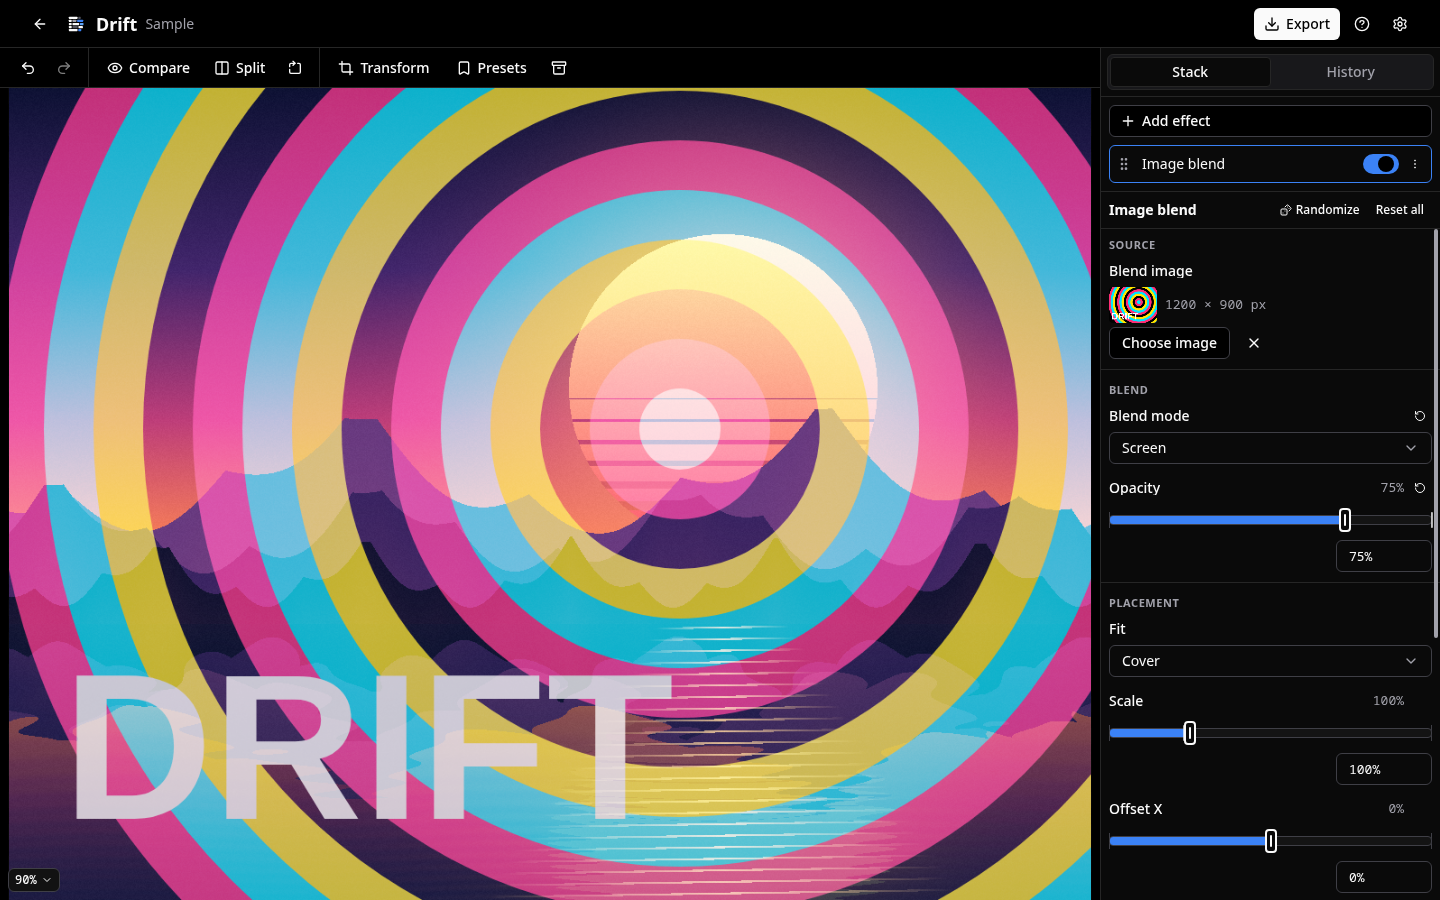 Drift Sample
Export
Compare Split Transform Presets
Stack History
Add effect
Image blend
Image blend Randomize Reset all
SOURCE
Blend image
DRIFT 1200 × 900 px
Choose image
BLEND
Blend mode
Screen
Opacity 75%
75%
PLACEMENT
Fit
Cover
Scale 100%
100%
Offset X 0%
0%
DRIFT
90%